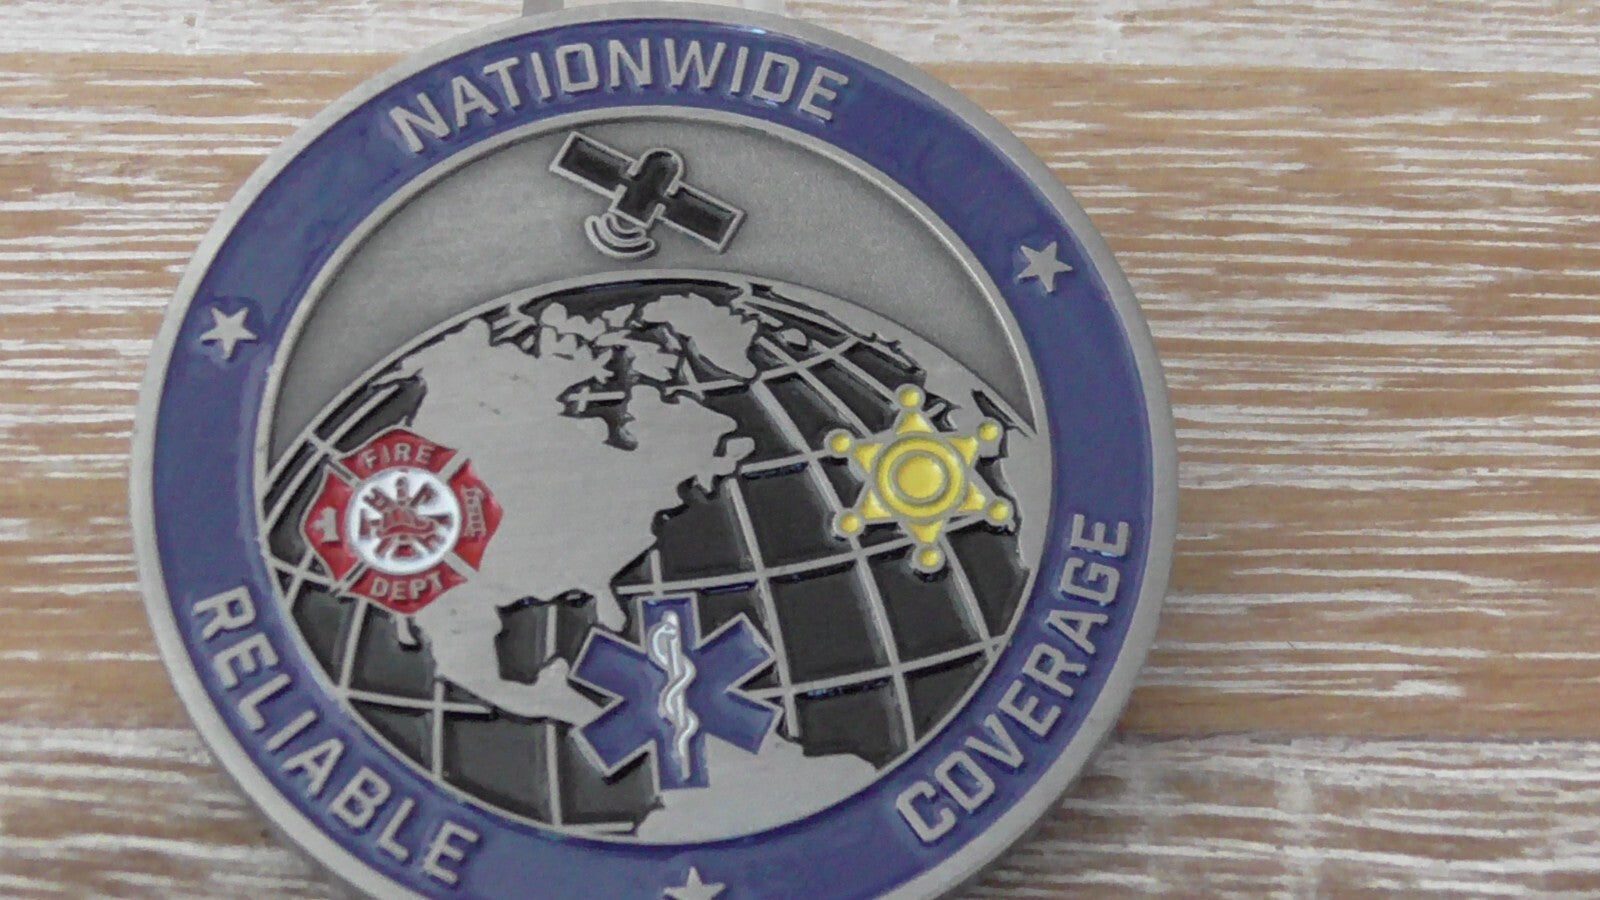 NATIONWIDE
RELIABLE
COVERAGE
FIRE
DEPT